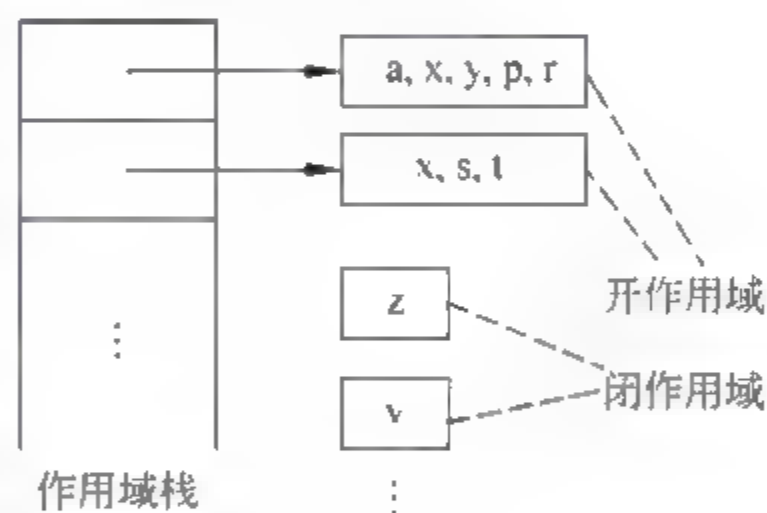 a, x, y, p, r
x, s, t
开作用域
z
闭作用域
v
作用域栈